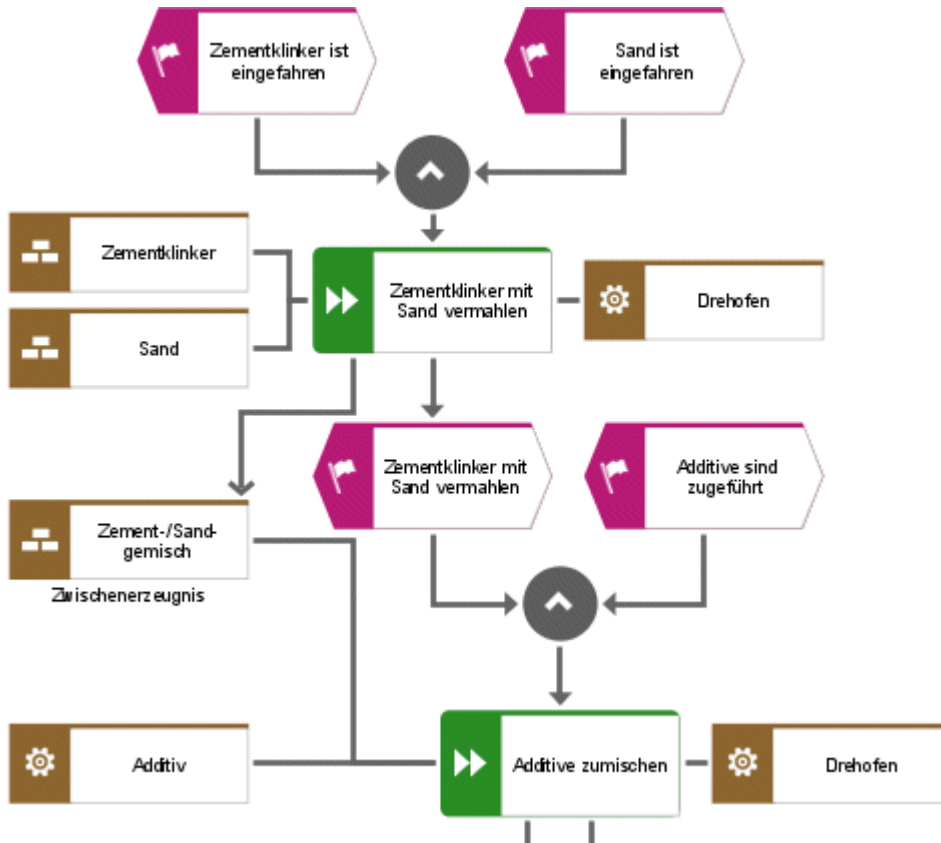 Zementklinker ist
eingefahren
Sand ist
eingefahren
Zementklinker
Zementklinker mit
Sand vermahlen
Drehofen
Sand
Zementklinker mit
Sand vermahlen
Additive sind
zugeführt
Zement-/Sand-
gemisch
Zwischenerzeugnis
Additiv
Additive zumischen
Drehofen